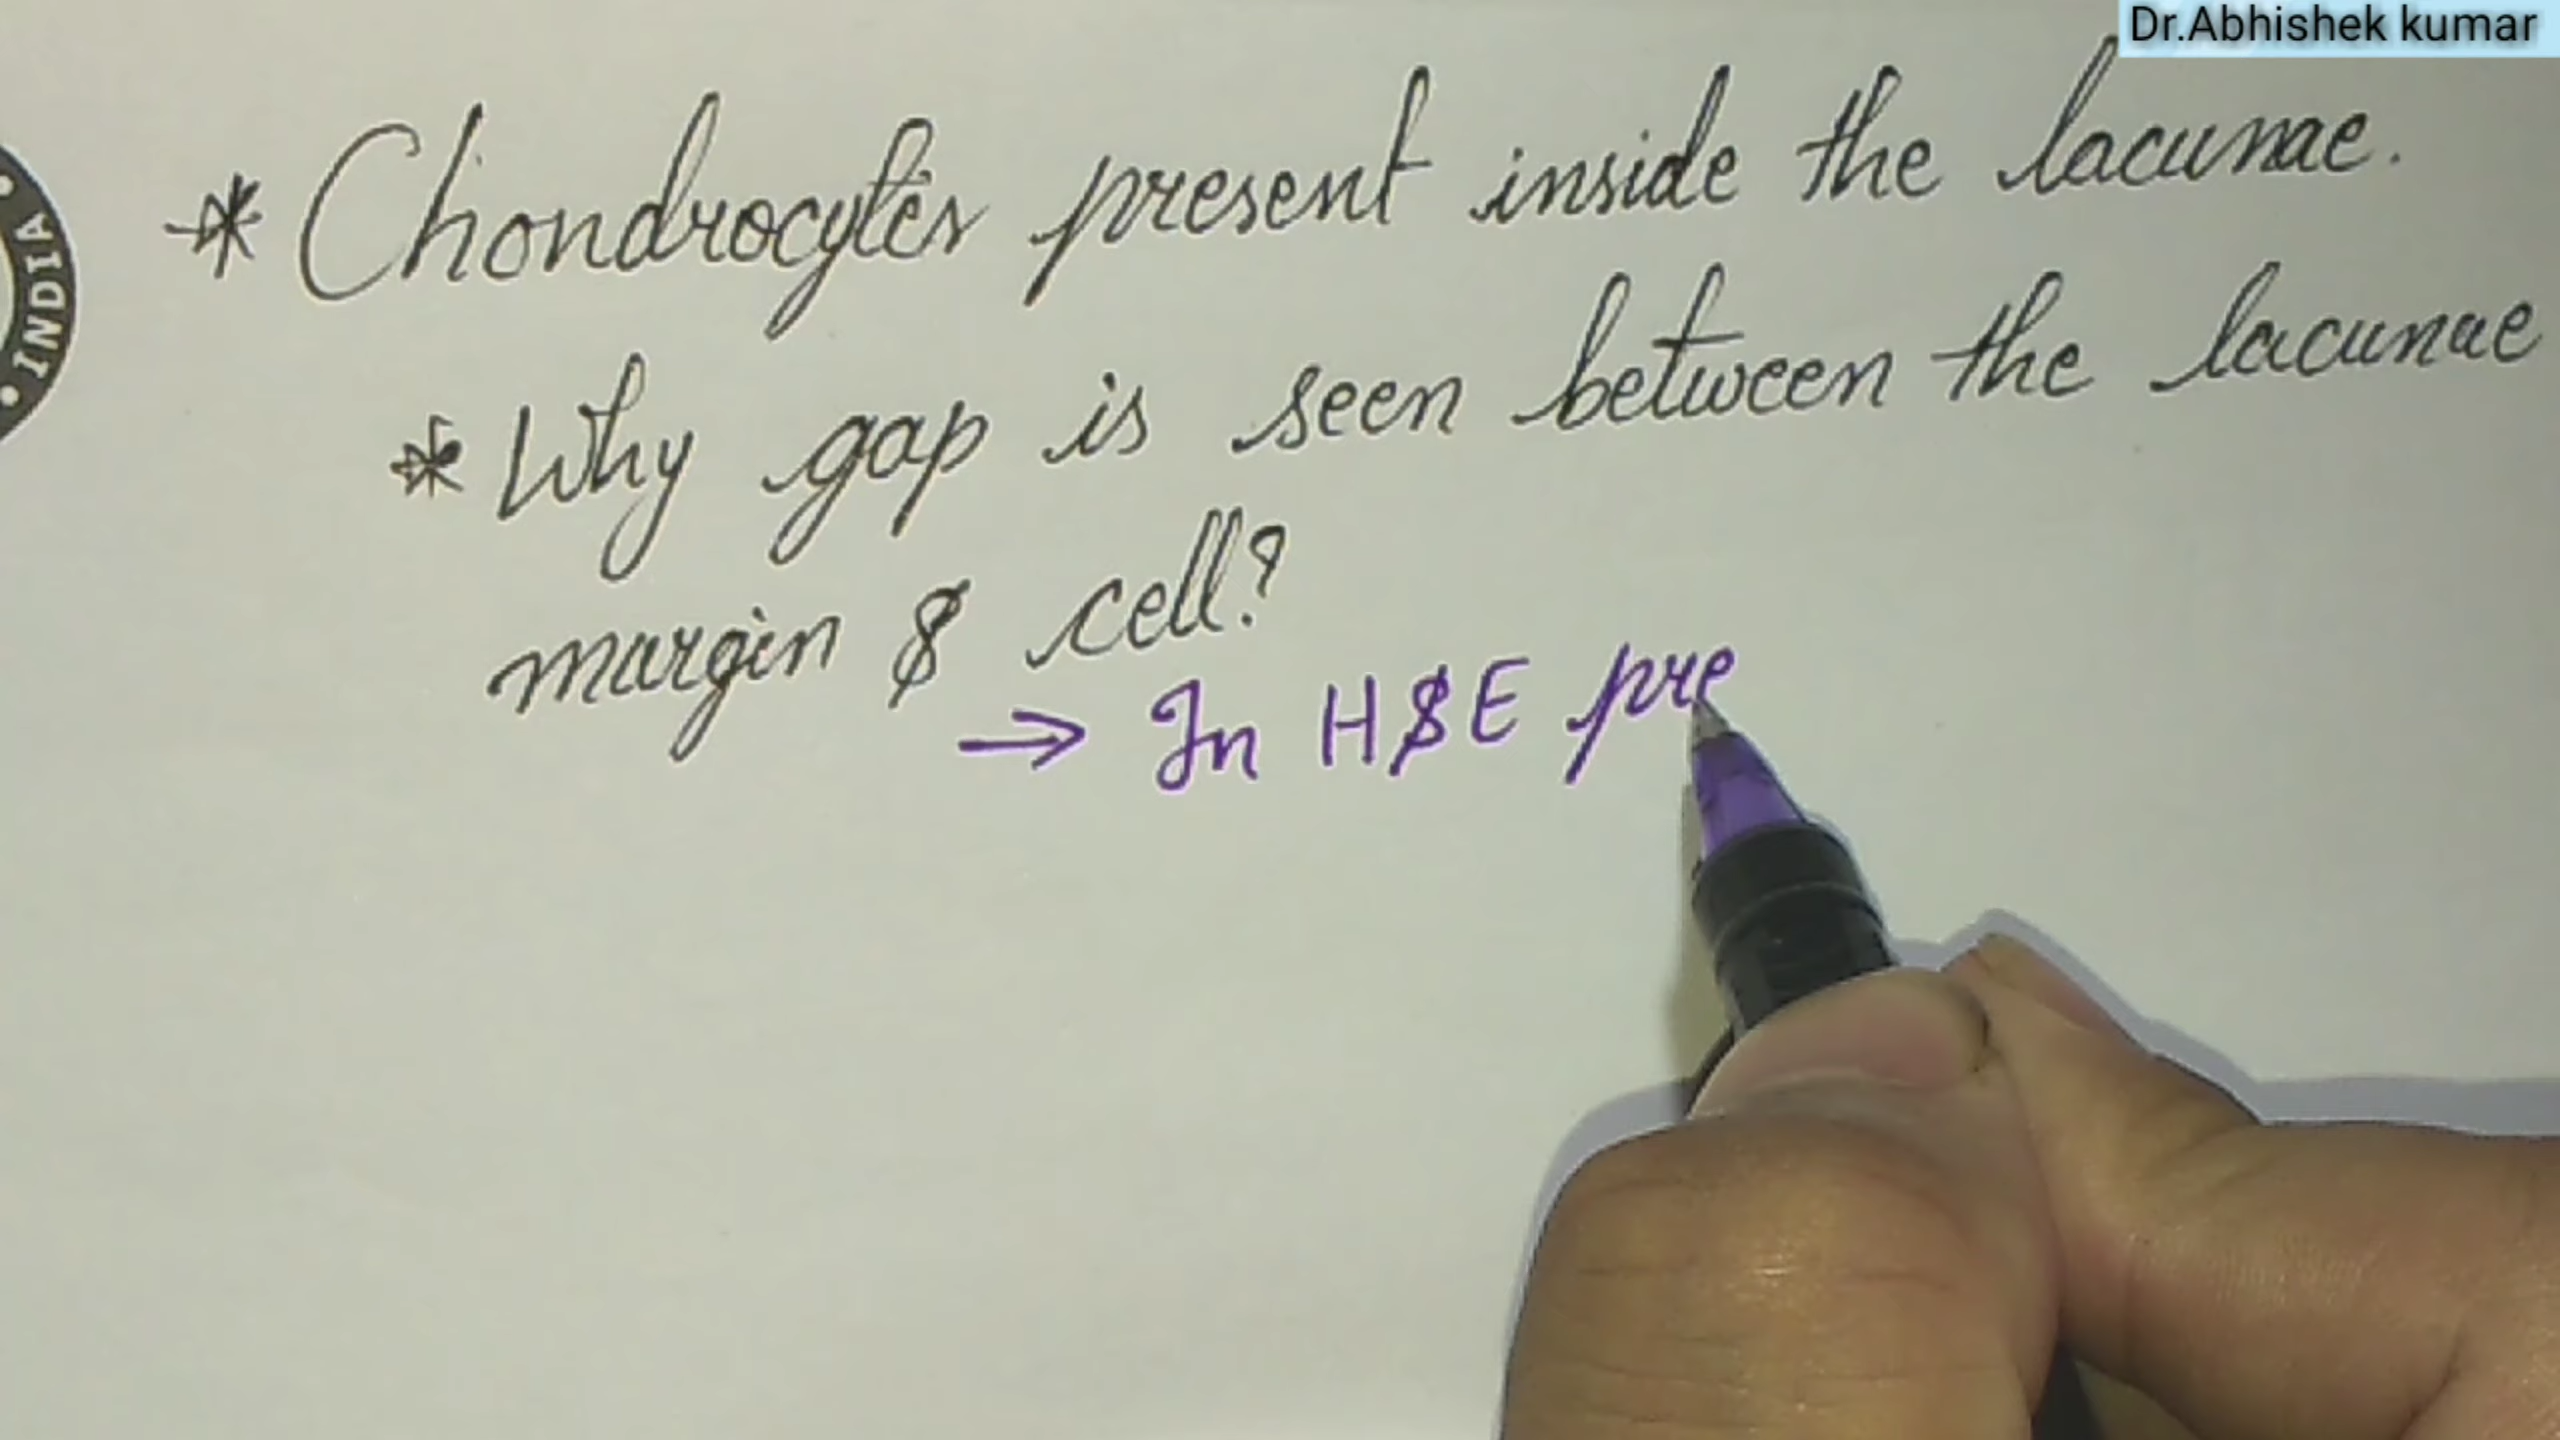 Dr.Abhishek kumar
* Chondrocytes present inside the lacunae.
* Why gap is seen between the lacunae
margin & cell?
→ In H&E pre
• INDIA •